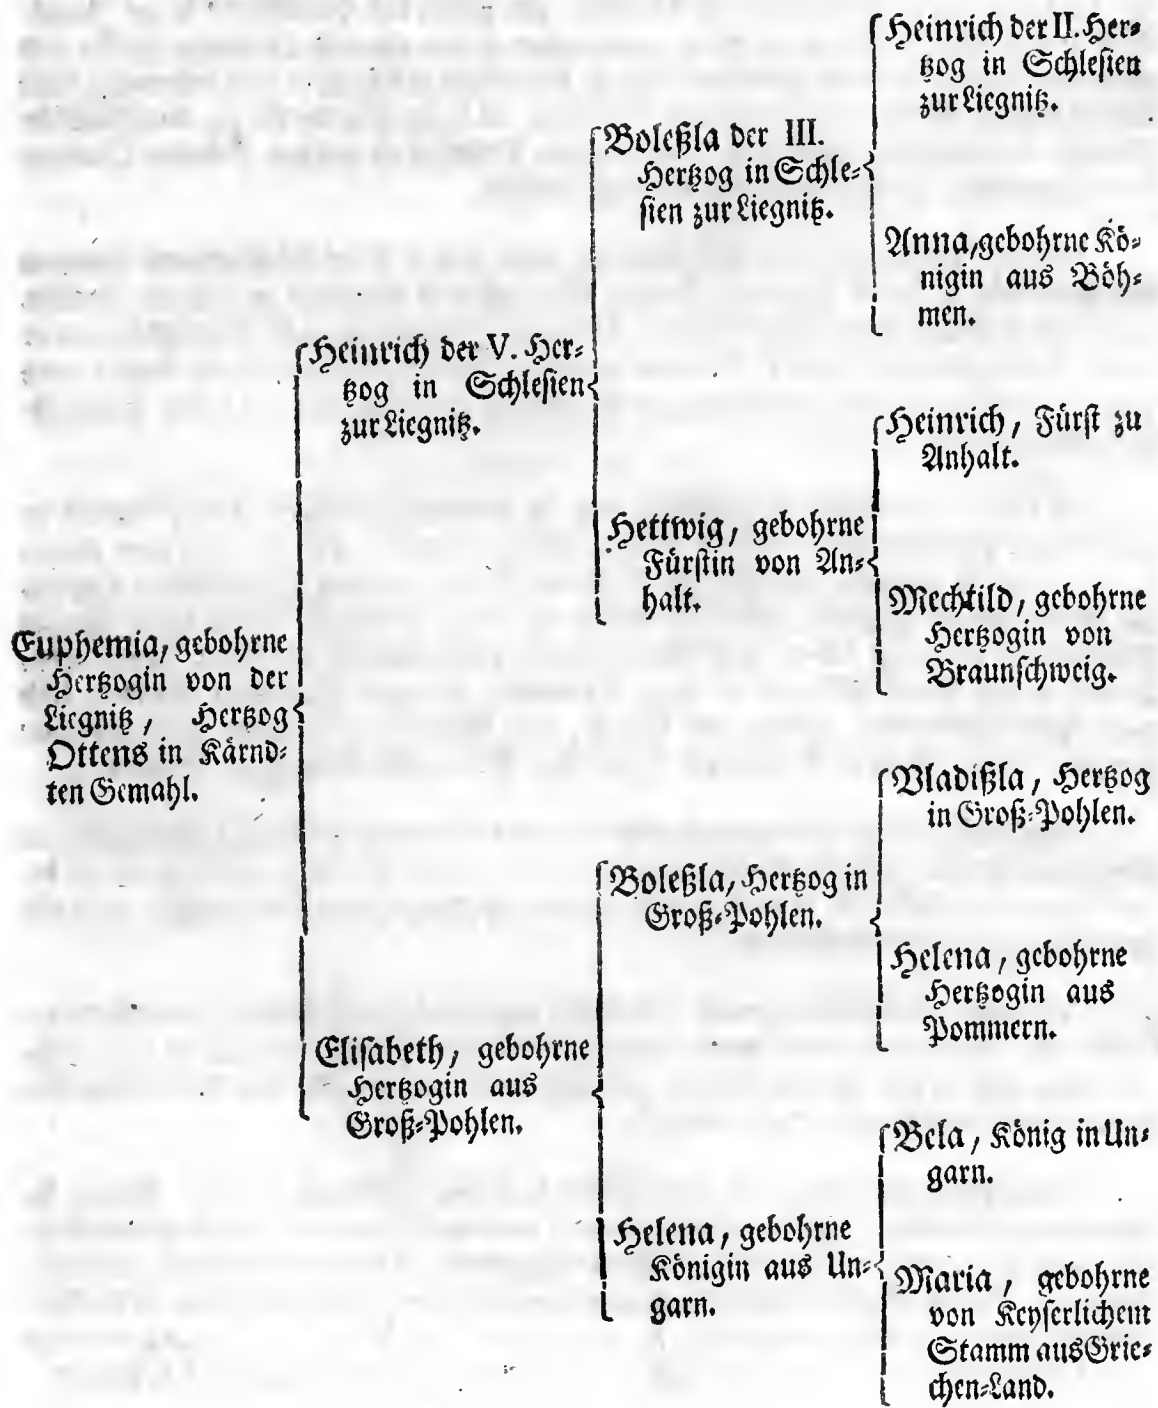 Euphemia, gebohrne
Hertzogin von der
Liegnitz, Hertzog
Ottens in Kärnd-
ten Gemahl.
Heinrich der V. Her-
tzog in Schlesien
zur Liegnitz.
Elisabeth, gebohrne
Hertzogin aus
Groß-Pohlen.
Boleßla der III.
Hertzog in Schle-
sien zur Liegnitz.
Hettwig, gebohrne
Fürstin von An-
halt.
Boleßla, Hertzog in
Groß-Pohlen.
Helena, gebohrne
Königin aus Un-
garn.
Heinrich der II. Her-
tzog in Schlesien
zur Liegnitz.
Anna, gebohrne Kö-
nigin aus Böh-
men.
Heinrich, Fürst zu
Anhalt.
Mechtild, gebohrne
Hertzogin von
Braunschweig.
Vladißla, Hertzog
in Groß-Pohlen.
Helena, gebohrne
Hertzogin aus
Pommern.
Bela, König in Un-
garn.
Maria, gebohrne
von Keyserlichem
Stamm aus Grie-
chen-Land.